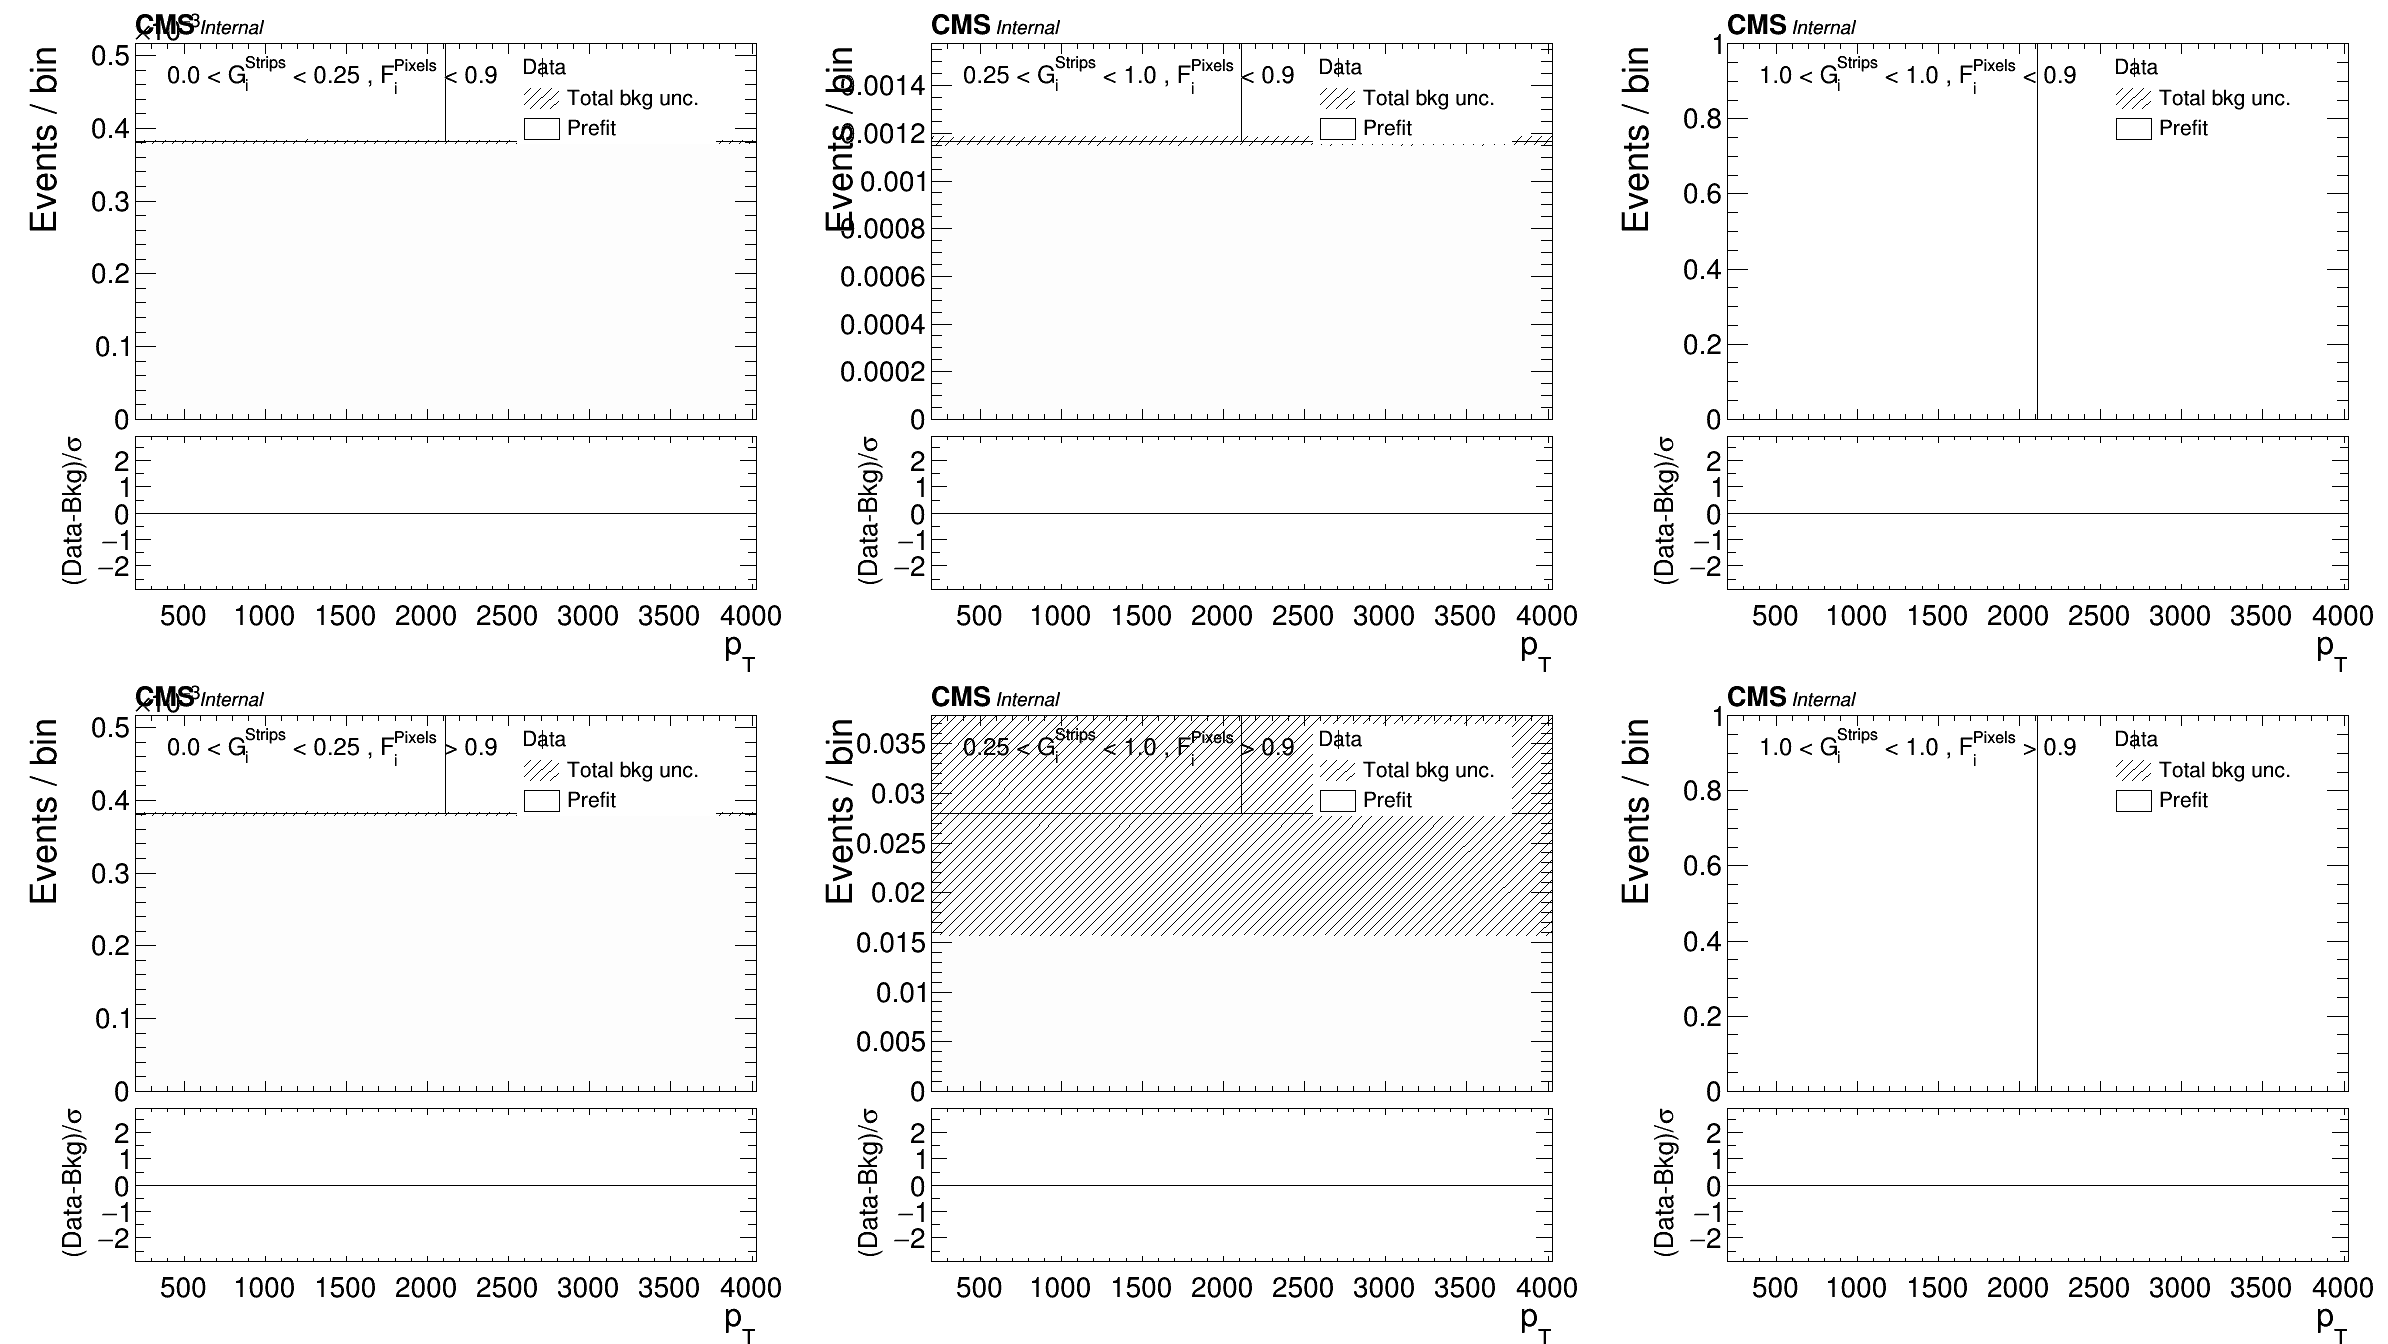 CMS Internal
×10⁻³
Events / bin
0.0 < G_i^Strips < 0.25 , F_i^Pixels < 0.9
Data
Total bkg unc.
Prefit
0.5
0.4
0.3
0.2
0.1
0
(Data-Bkg)/σ
2
1
0
−1
−2
500 1000 1500 2000 2500 3000 3500 4000
p_T
CMS Internal
Events / bin
0.25 < G_i^Strips < 1.0 , F_i^Pixels < 0.9
Data
Total bkg unc.
Prefit
0.0014
0.0012
0.001
0.0008
0.0006
0.0004
0.0002
0
(Data-Bkg)/σ
2
1
0
−1
−2
500 1000 1500 2000 2500 3000 3500 4000
p_T
CMS Internal
Events / bin
1.0 < G_i^Strips < 1.0 , F_i^Pixels < 0.9
Data
Total bkg unc.
Prefit
1
0.8
0.6
0.4
0.2
0
(Data-Bkg)/σ
2
1
0
−1
−2
500 1000 1500 2000 2500 3000 3500 4000
p_T
CMS Internal
×10⁻³
Events / bin
0.0 < G_i^Strips < 0.25 , F_i^Pixels > 0.9
Data
Total bkg unc.
Prefit
0.5
0.4
0.3
0.2
0.1
0
(Data-Bkg)/σ
2
1
0
−1
−2
500 1000 1500 2000 2500 3000 3500 4000
p_T
CMS Internal
Events / bin
0.25 < G_i^Strips < 1.0 , F_i^Pixels > 0.9
Data
Total bkg unc.
Prefit
0.035
0.03
0.025
0.02
0.015
0.01
0.005
0
(Data-Bkg)/σ
2
1
0
−1
−2
500 1000 1500 2000 2500 3000 3500 4000
p_T
CMS Internal
Events / bin
1.0 < G_i^Strips < 1.0 , F_i^Pixels > 0.9
Data
Total bkg unc.
Prefit
1
0.8
0.6
0.4
0.2
0
(Data-Bkg)/σ
2
1
0
−1
−2
500 1000 1500 2000 2500 3000 3500 4000
p_T